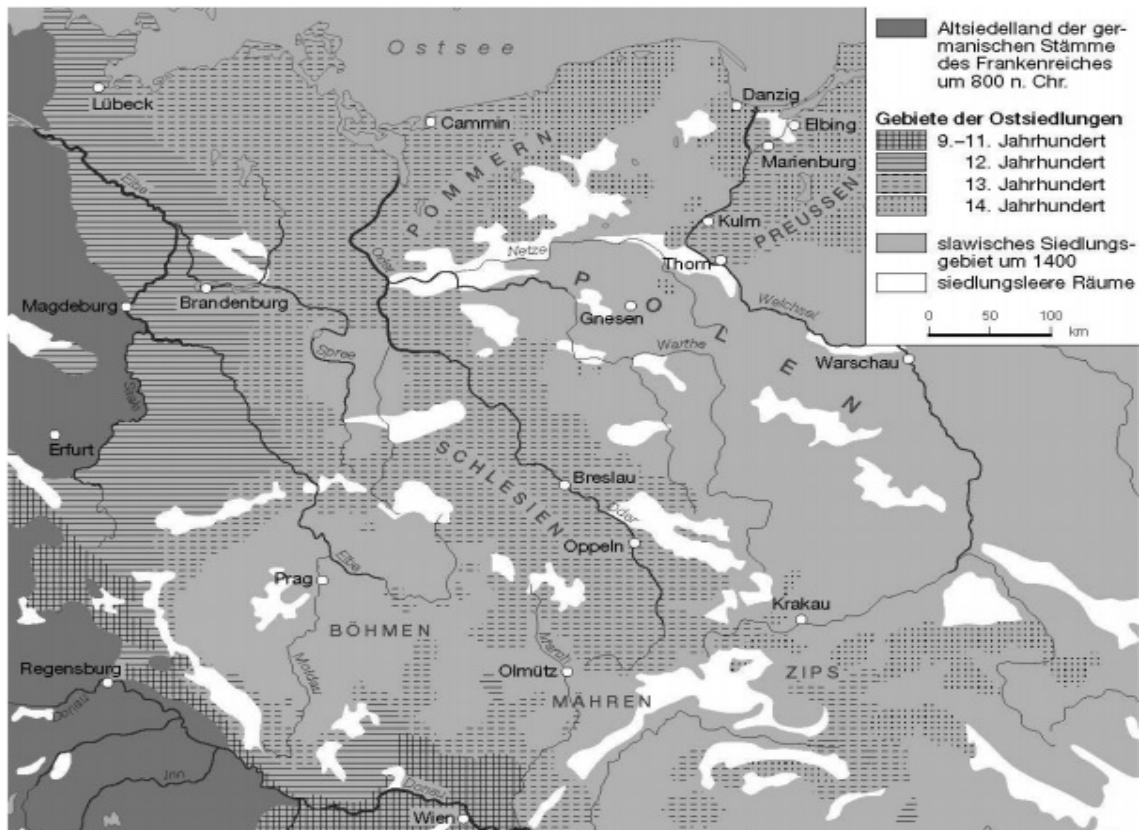 Altsiedelland der ger-
manischen Stämme
des Frankenreiches
um 800 n. Chr.
Gebiete der Ostsiedlungen
9.–11. Jahrhundert
12. Jahrhundert
13. Jahrhundert
14. Jahrhundert
slawisches Siedlungs-
gebiet um 1400
siedlungsleere Räume
0 50 100
km
Ostsee
Lübeck
Cammin
Danzig
Elbing
Marienburg
POMMERN
PREUSSEN
Kulm
Elbe
Netze
Thorn
Oder
Magdeburg
Brandenburg
POLEN
Gnesen
Weichsel
Spree
Warthe
Warschau
Saale
Erfurt
SCHLESIEN
Breslau
Oder
Oppeln
Elbe
Prag
Krakau
BÖHMEN
March
Moldau
Regensburg
Olmütz
ZIPS
MÄHREN
Donau
Inn
Donau
Wien